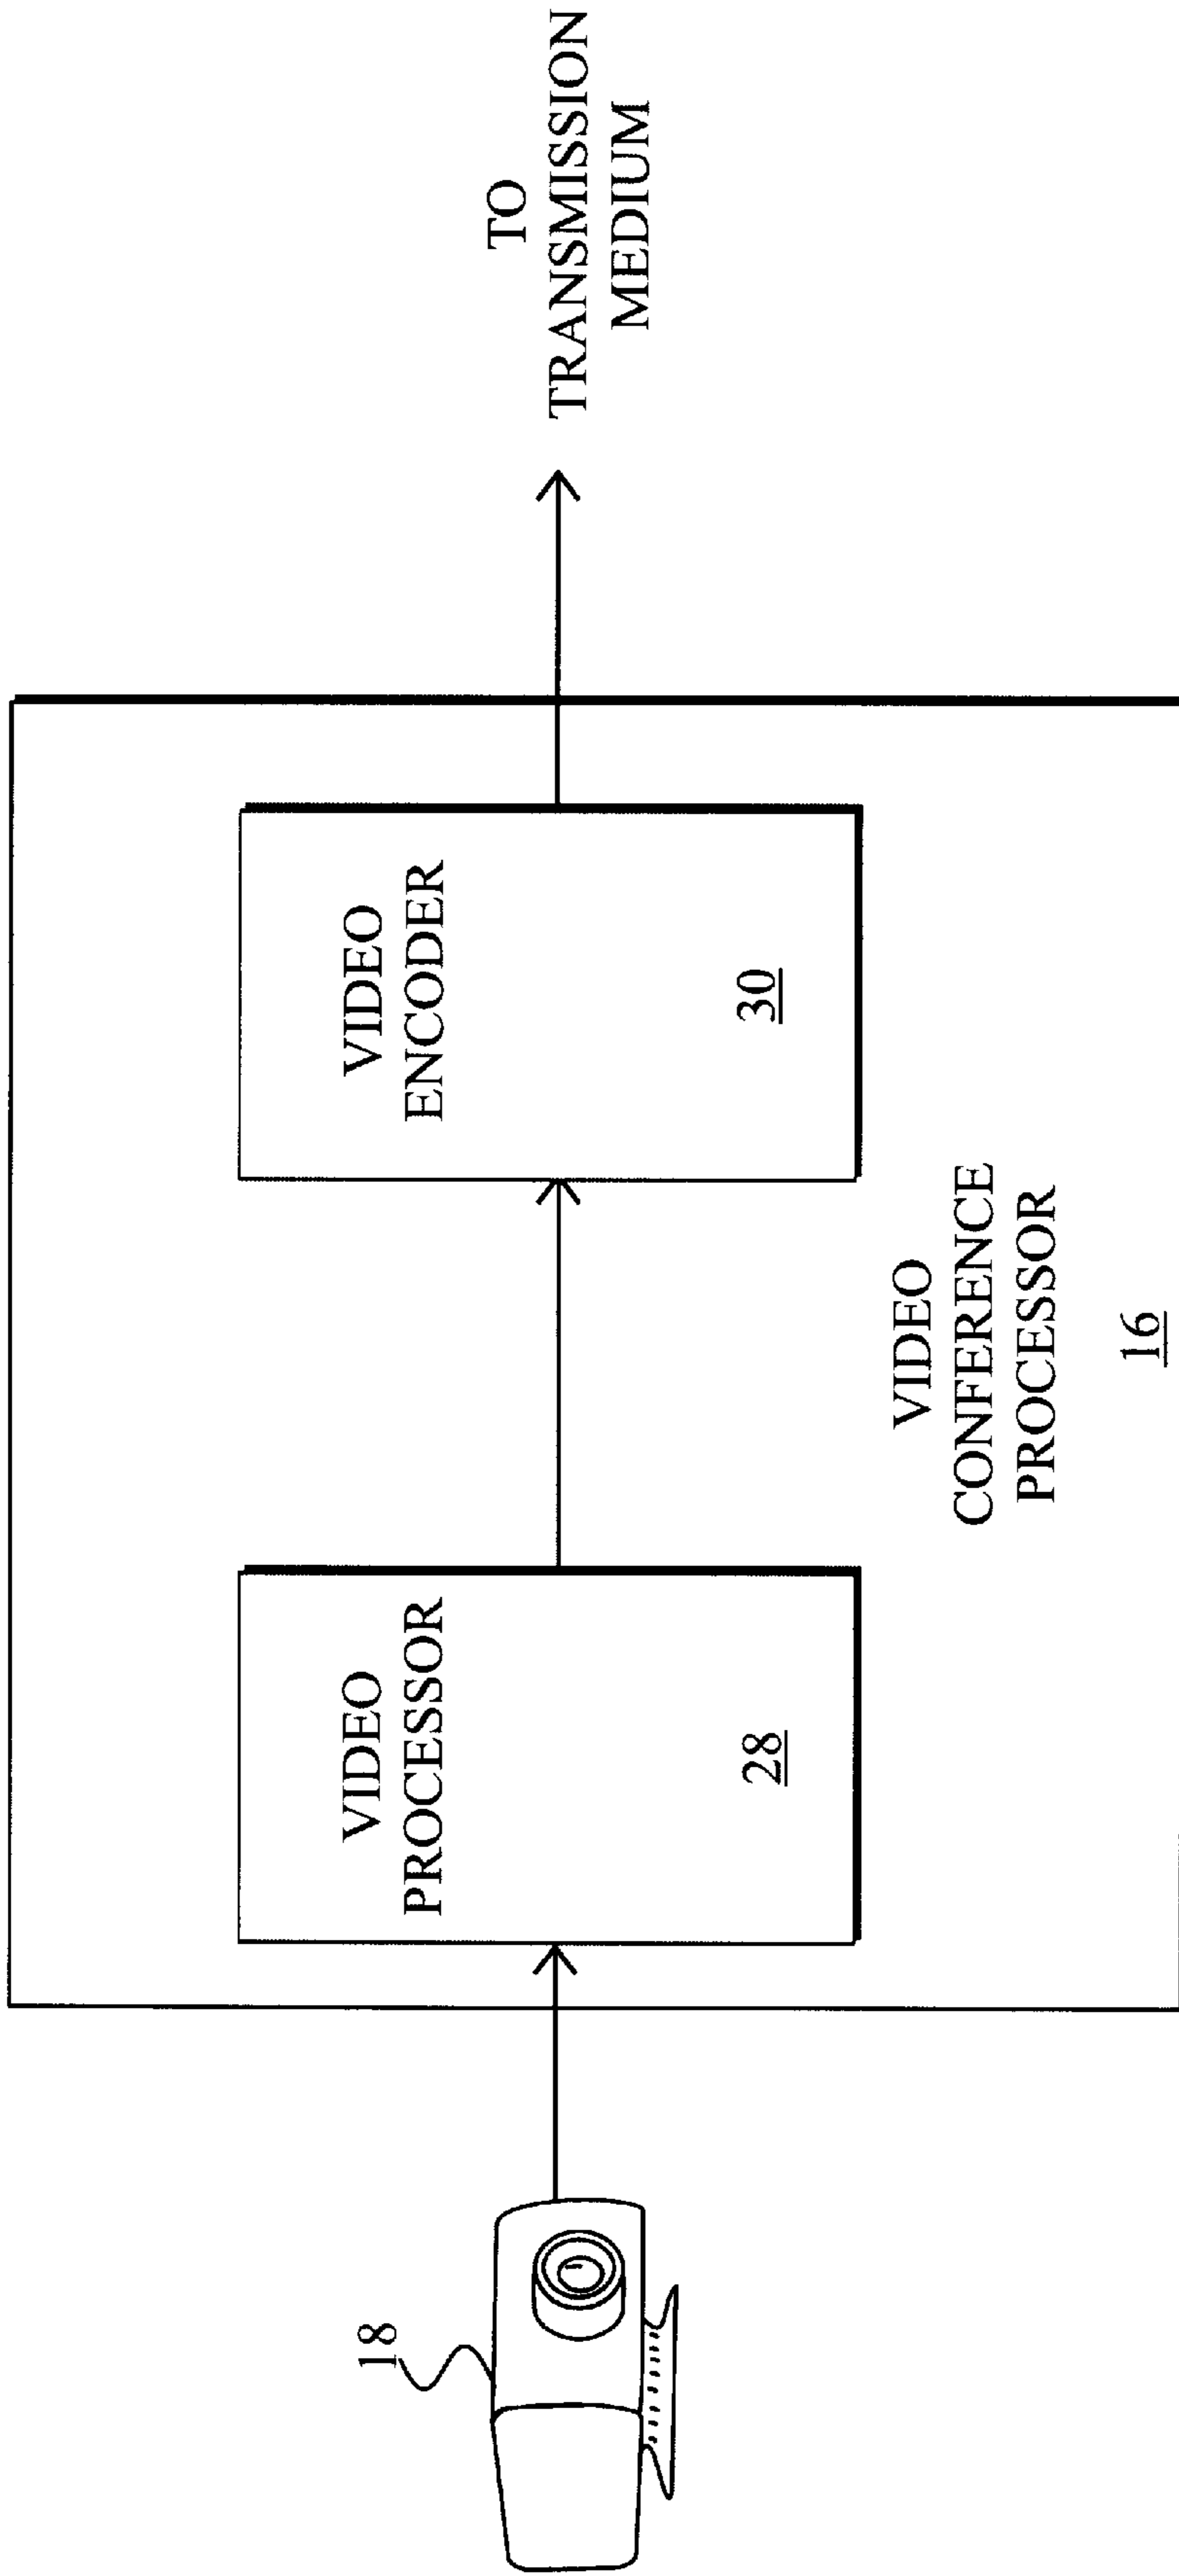 18
VIDEO
PROCESSOR
28
VIDEO
ENCODER
30
VIDEO
CONFERENCE
PROCESSOR
16
TO
TRANSMISSION
MEDIUM